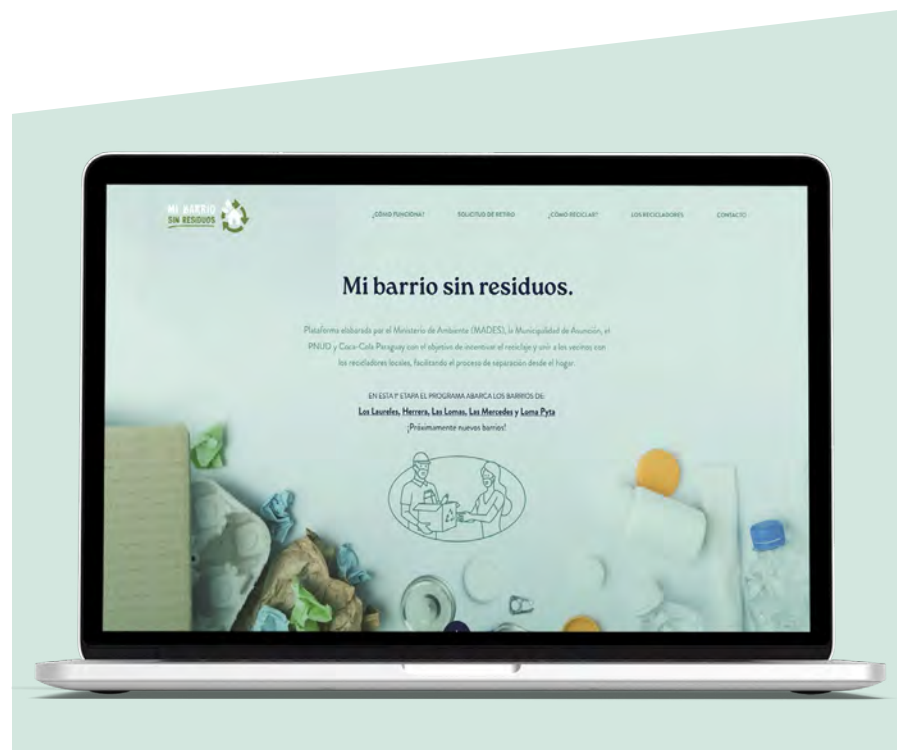 MI BARRIO
SIN RESIDUOS
¿CÓMO FUNCIONA? SOLICITUD DE RETIRO ¿CÓMO RECICLAR? LOS RECICLADORES CONTACTO
Mi barrio sin residuos.
Plataforma elaborada por el Ministerio de Ambiente (MADES), la Municipalidad de Asunción, el
PNUD y Coca-Cola Paraguay con el objetivo de incentivar el reciclaje y unir a los vecinos con
los recicladores locales, facilitando el proceso de separación desde el hogar.
EN ESTA 1ª ETAPA EL PROGRAMA ABARCA LOS BARRIOS DE:
Los Laureles, Herrera, Las Lomas, Las Mercedes y Loma Pyta
¡Próximamente nuevos barrios!